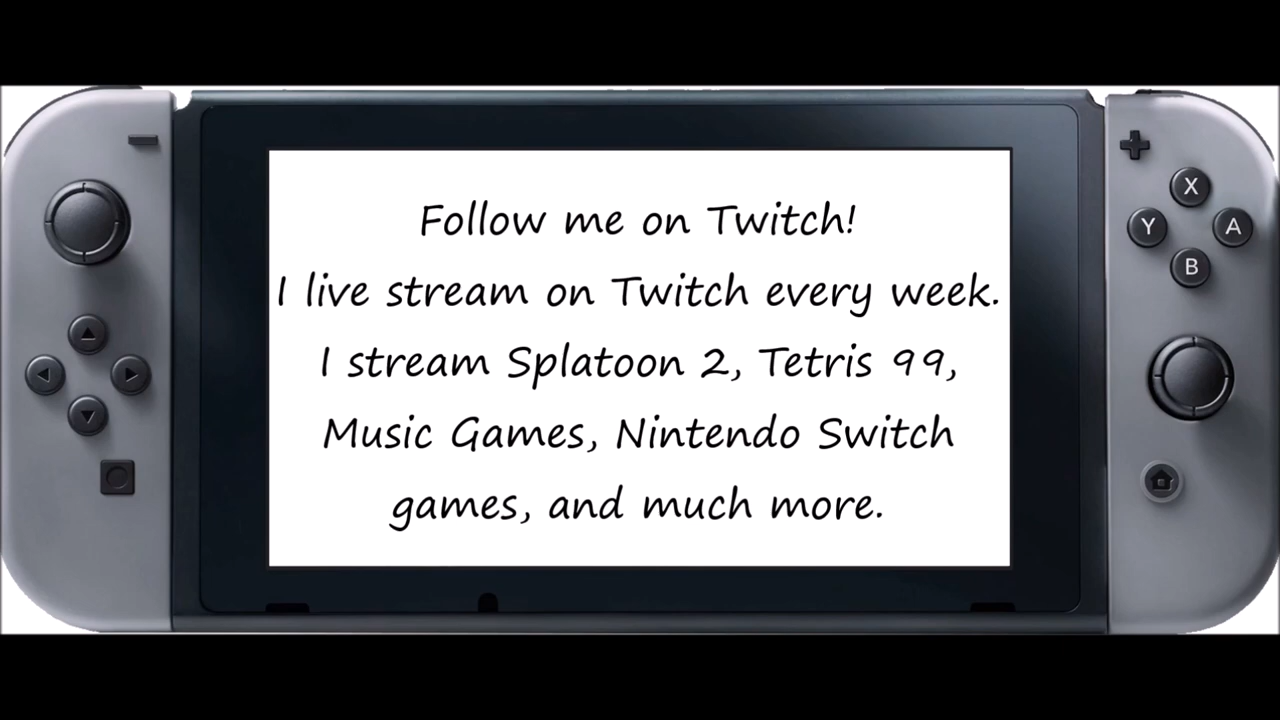 Follow me on Twitch!
I live stream on Twitch every week.
I stream Splatoon 2, Tetris 99,
Music Games, Nintendo Switch
games, and much more.
X
Y
A
B